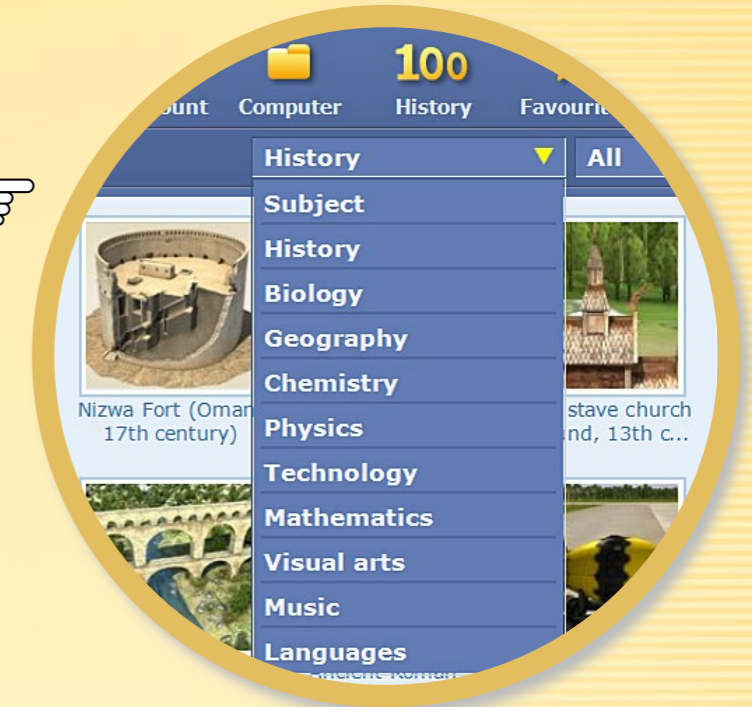 Computer
100
History
History
All
Subject
History
Biology
Geography
Chemistry
Nizwa Fort (Oman
17th century)
stave church
13th c...
Physics
Technology
Mathematics
Visual arts
Music
Languages